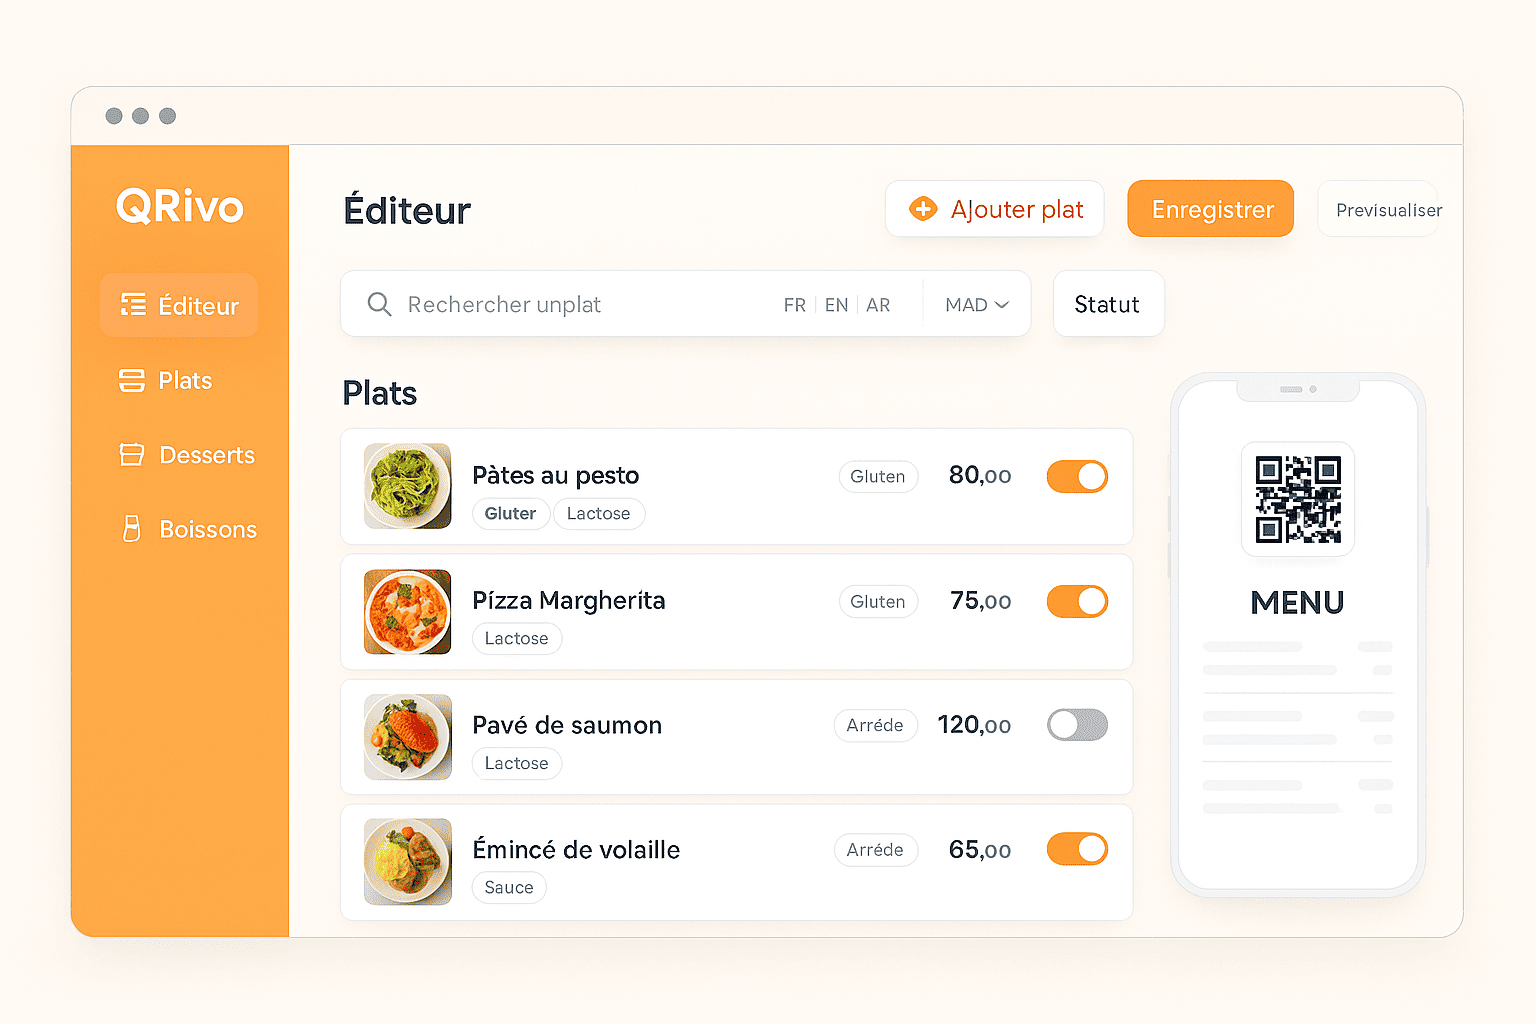 QRivo
Éditeur
Plats
Desserts
Boissons
Éditeur
Ajouter plat
Enregistrer
Prevısualiser
Rechercher unplat
FR | EN | AR
MAD
Statut
Plats
Pàtes au pesto
Gluten
80,00
Gluter
Lactose
Pízza Margheríta
Gluten
75,00
Lactose
Pavé de saumon
Arréde
120,00
Lactose
Émincé de volaille
Arréde
65,00
Sauce
MENU